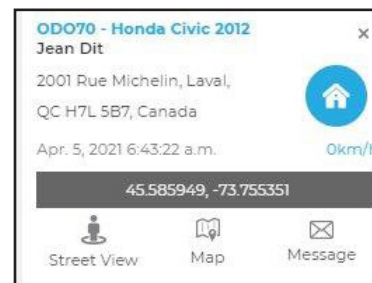 ODO70 - Honda Civic 2012
Jean Dit
2001 Rue Michelin, Laval,
QC H7L 5B7, Canada
Apr. 5, 2021 6:43:22 a.m. 0km/h
45.585949, -73.755351
Street View Map Message